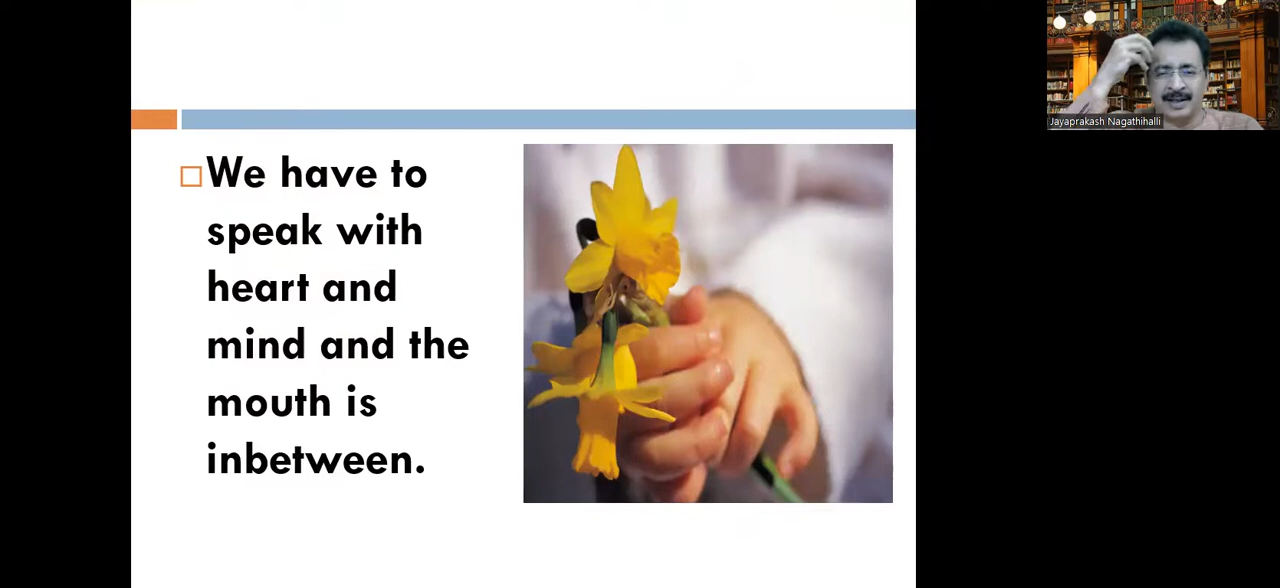 We have to
speak with
heart and
mind and the
mouth is
inbetween.
Jayaprakash Nagathihalli